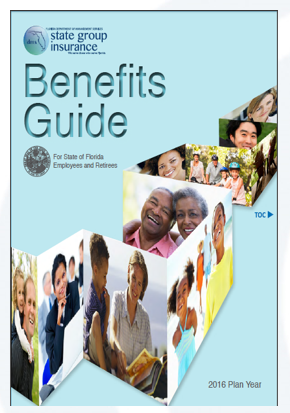 state group
insurance
Benefits
Guide
For State of Florida
Employees and Retirees
TOC
2016 Plan Year